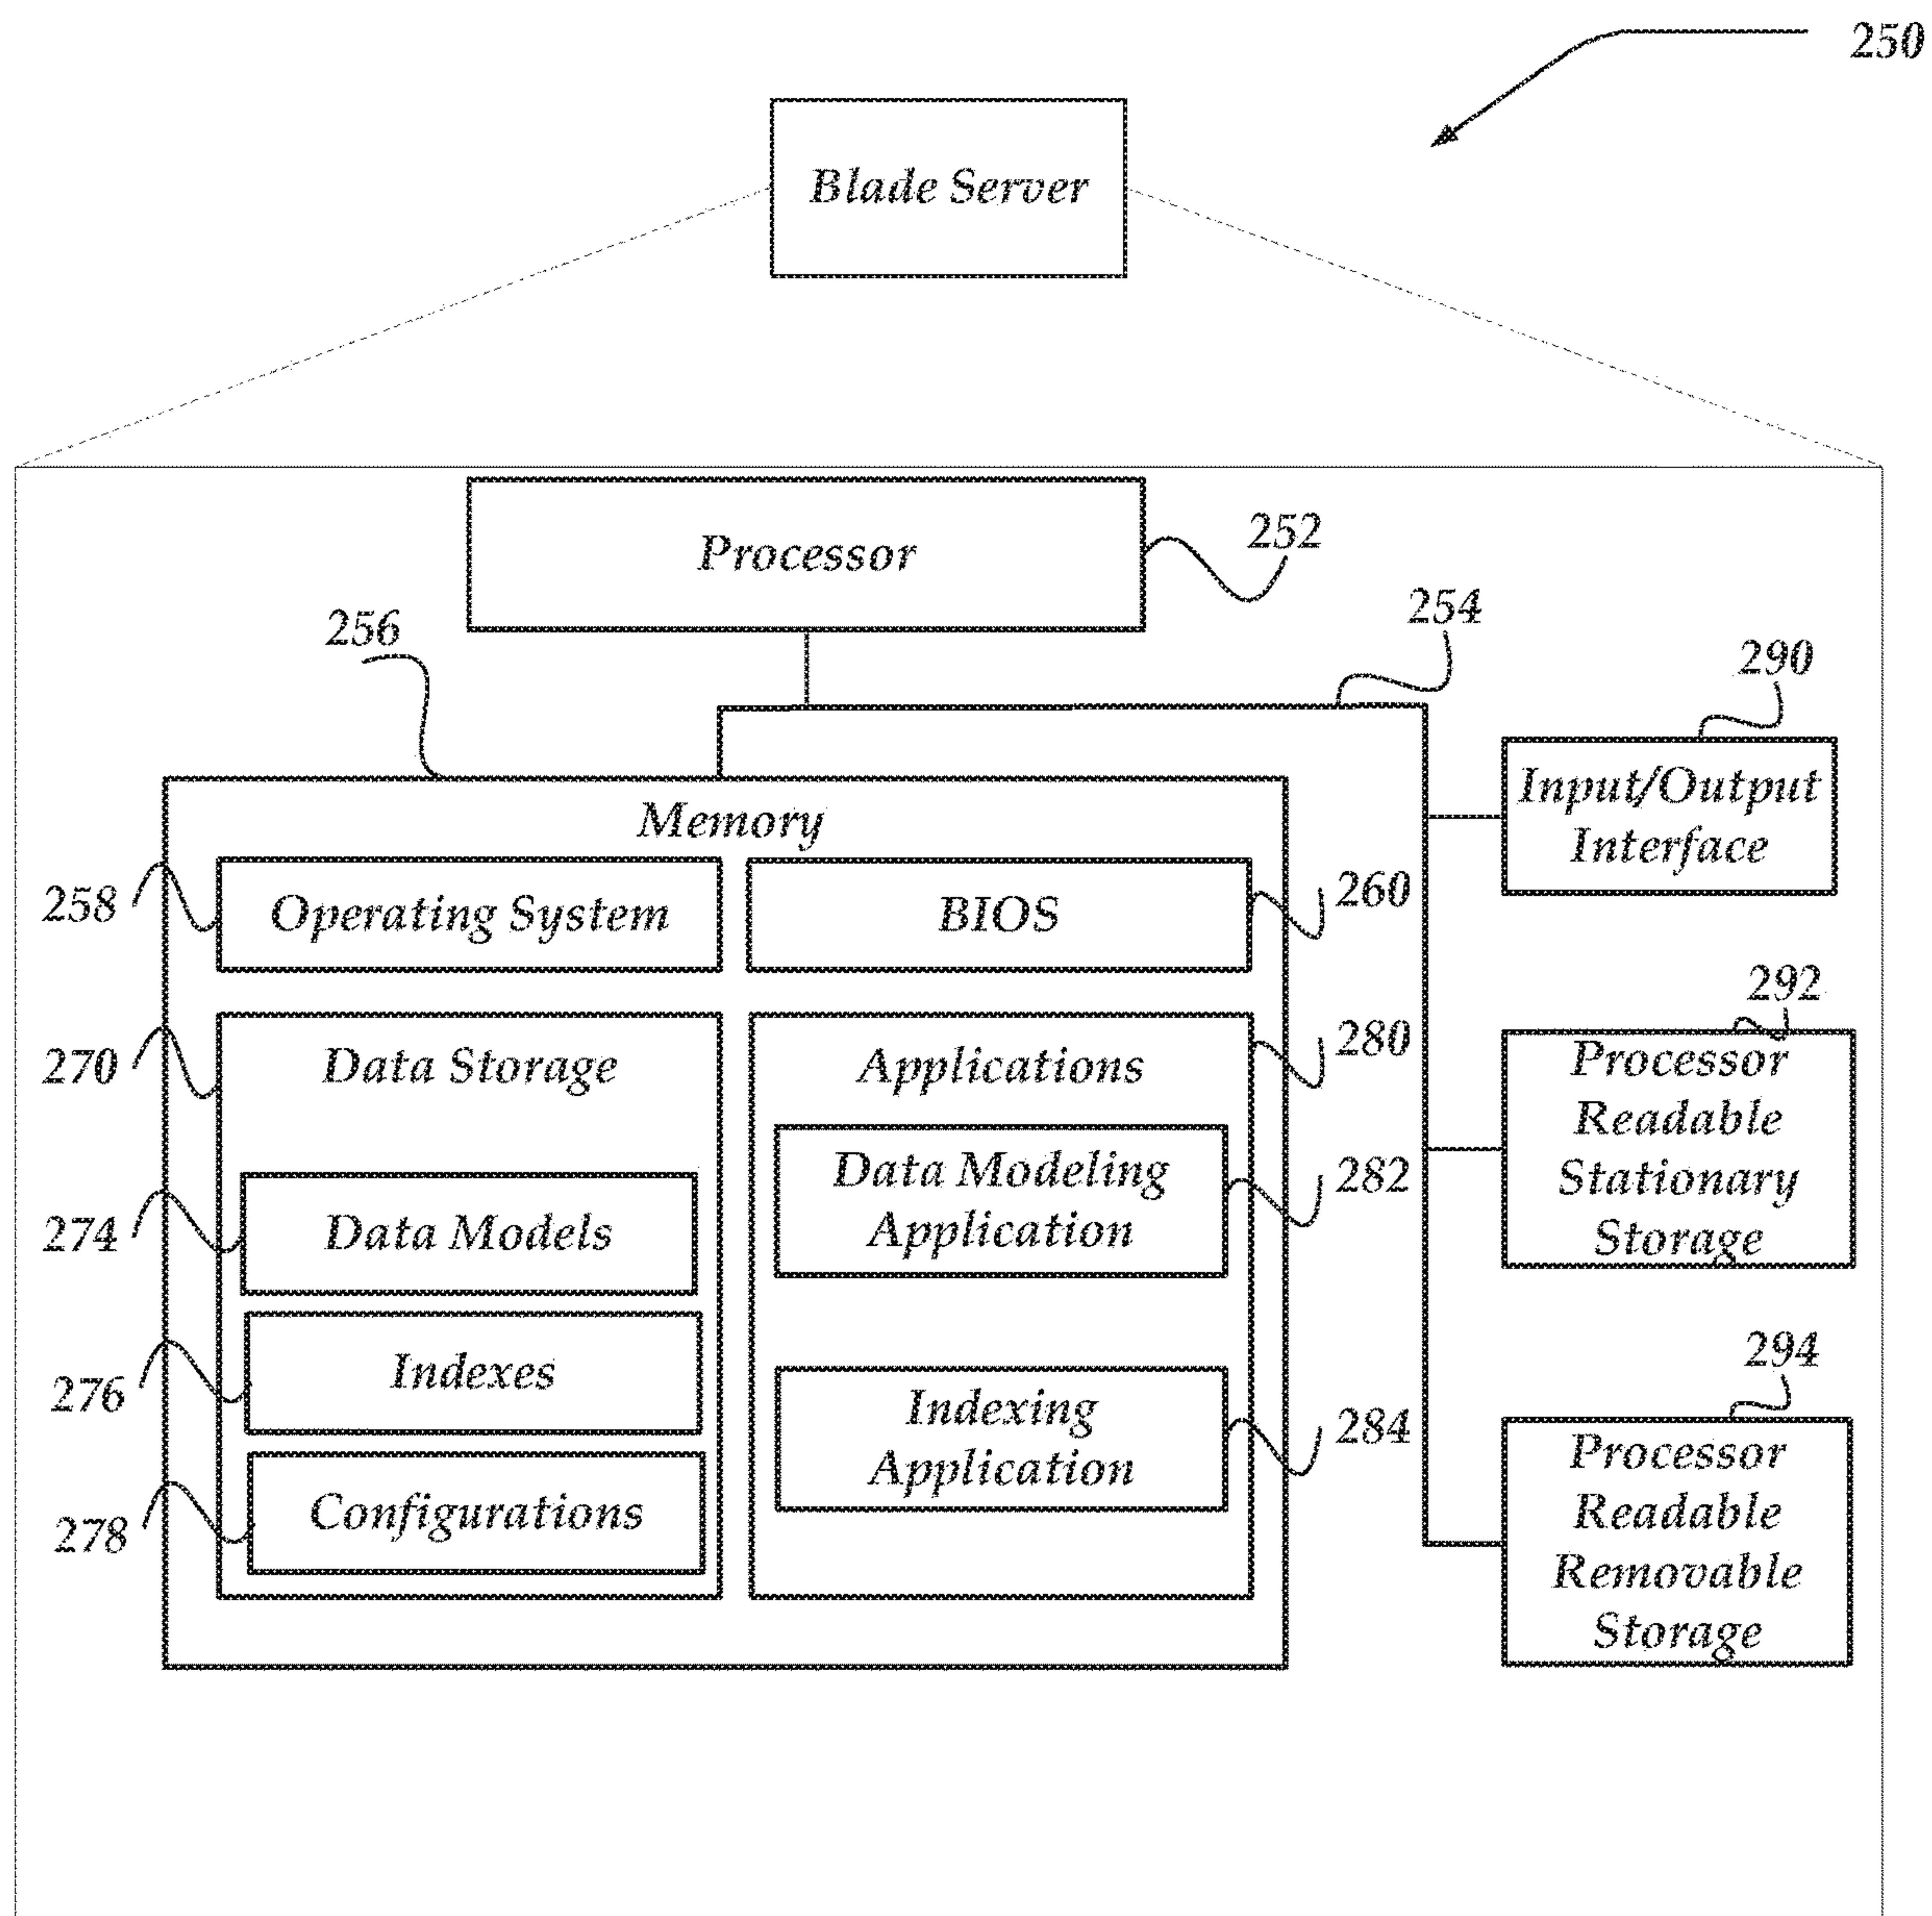 250
Blade Server
Processor
252
254
256
290
Input/Output
Interface
Memory
258
Operating System
BIOS
260
292
Processor
Readable
Stationary
Storage
270
Data Storage
Applications
280
Data Modeling
Application
282
274
Data Models
276
Indexes
Indexing
Application
284
294
Processor
Readable
Removable
Storage
278
Configurations